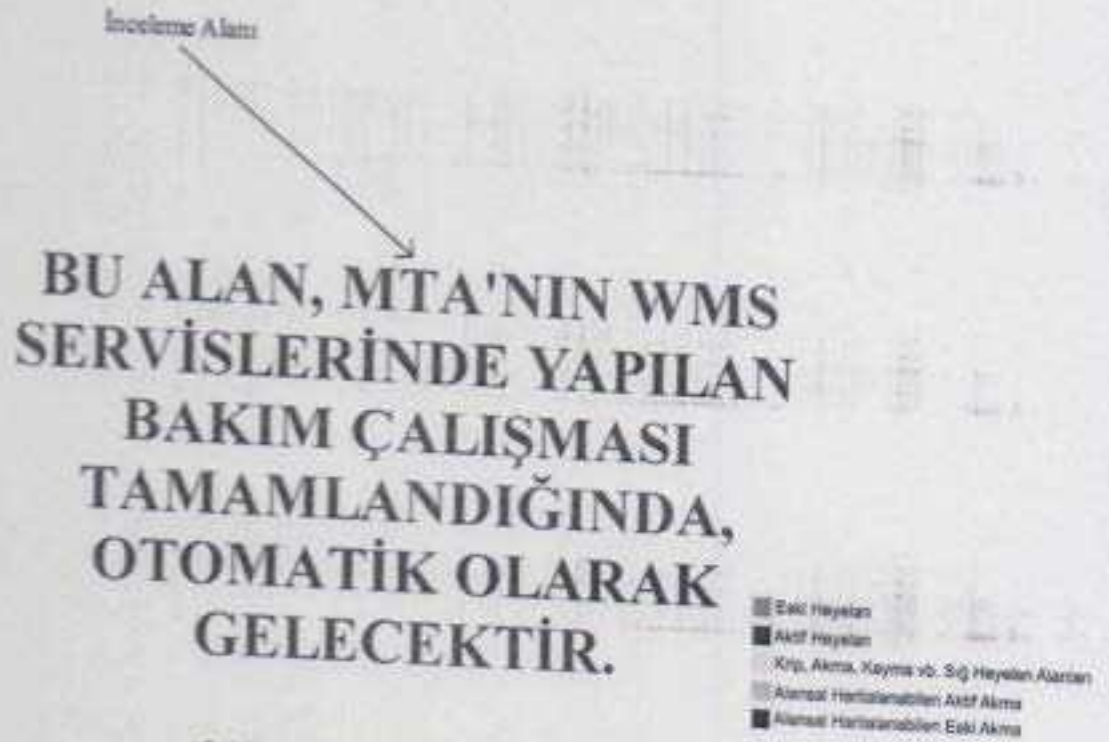 İnceleme Alanı
BU ALAN, MTA'NIN WMS
SERVİSLERİNDE YAPILAN
BAKIM ÇALIŞMASI
TAMAMLANDIĞINDA,
OTOMATİK OLARAK
GELECEKTİR.
Eski Heyelan
Aktif Heyelan
Krip, Akma, Kayma vb. Sığ Heyelan Alanları
Alansal Haritalanabilen Aktif Akma
Alansal Haritalanabilen Eski Akma